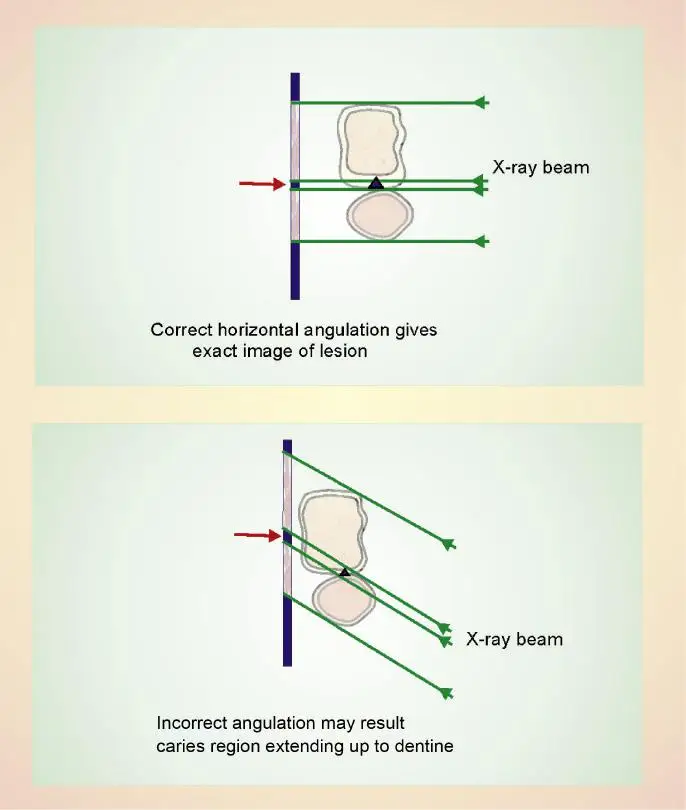 X-ray beam
Correct horizontal angulation gives
exact image of lesion
X-ray beam
Incorrect angulation may result
caries region extending up to dentine